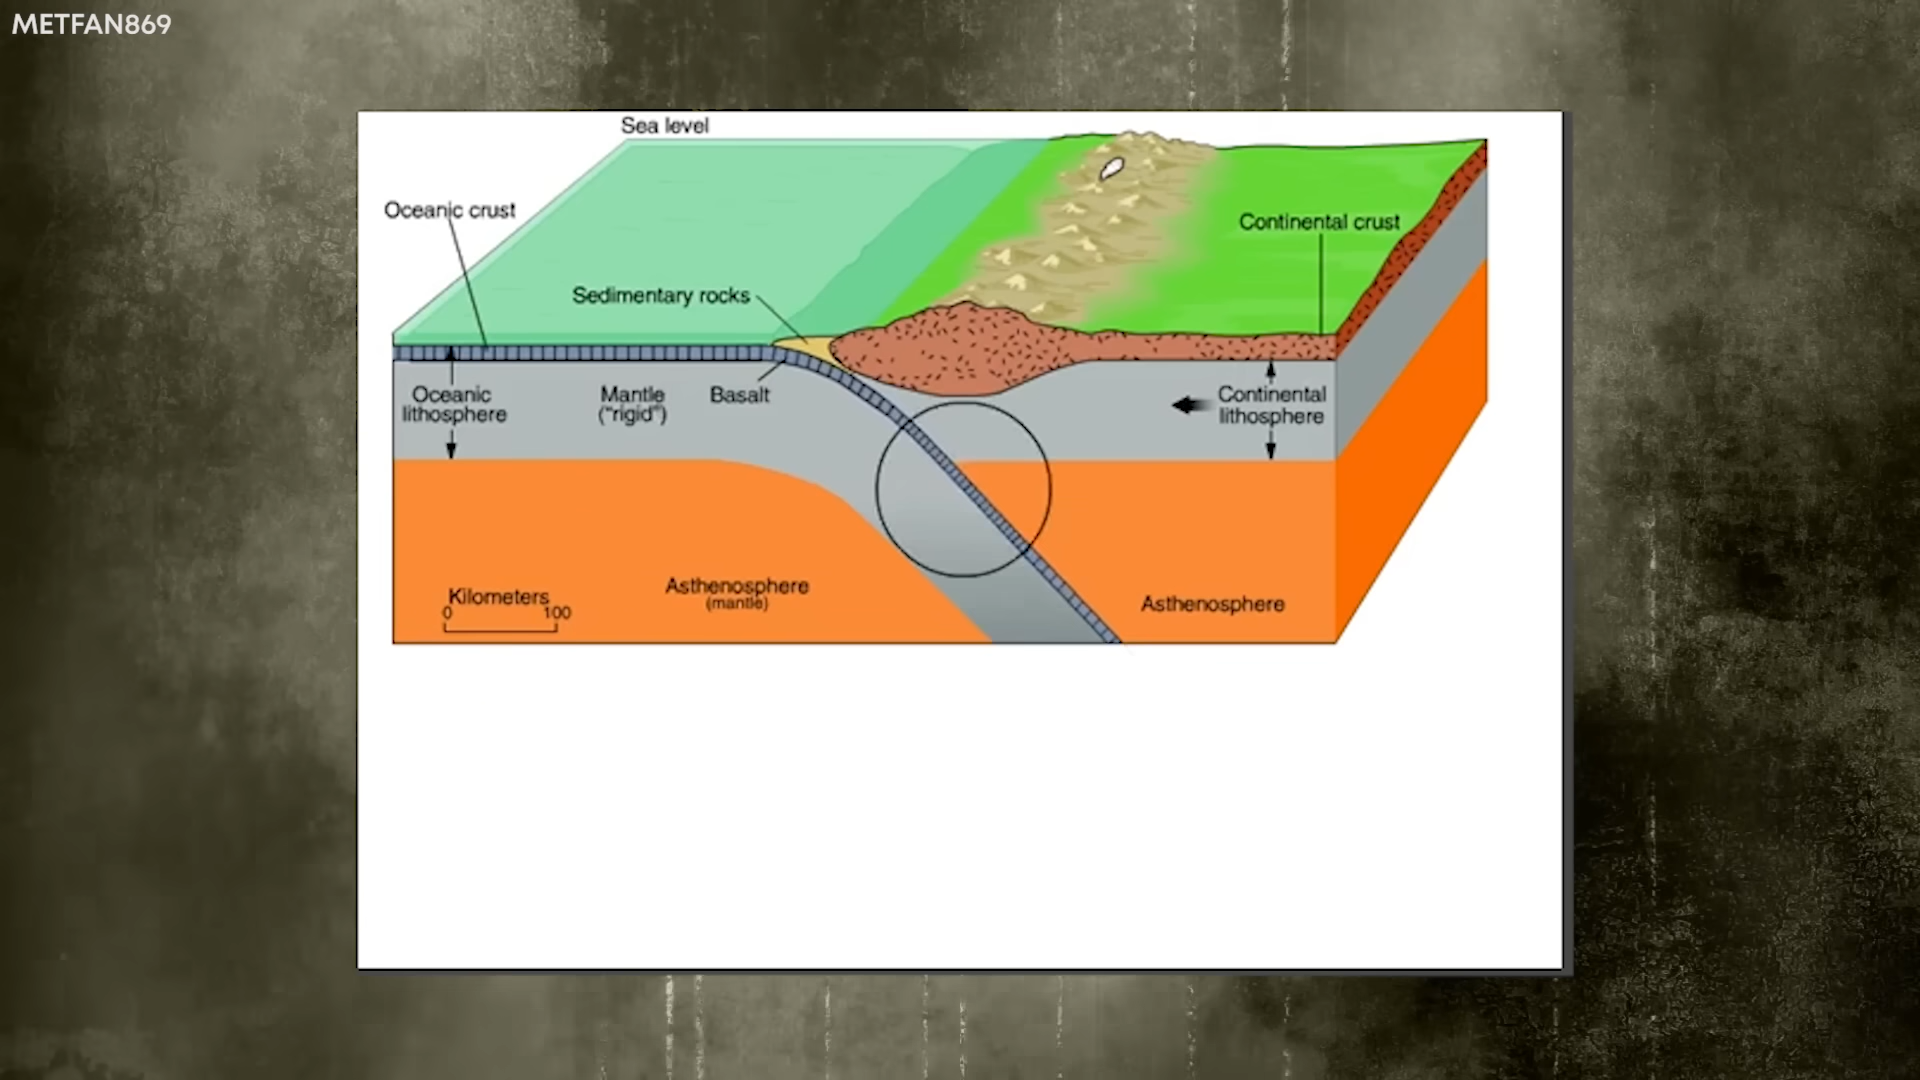 METFAN869
Sea level
Oceanic crust
Continental crust
Sedimentary rocks
Oceanic
lithosphere
Mantle
("rigid")
Basalt
Continental
lithosphere
Kilometers
0 100
Asthenosphere
(mantle)
Asthenosphere